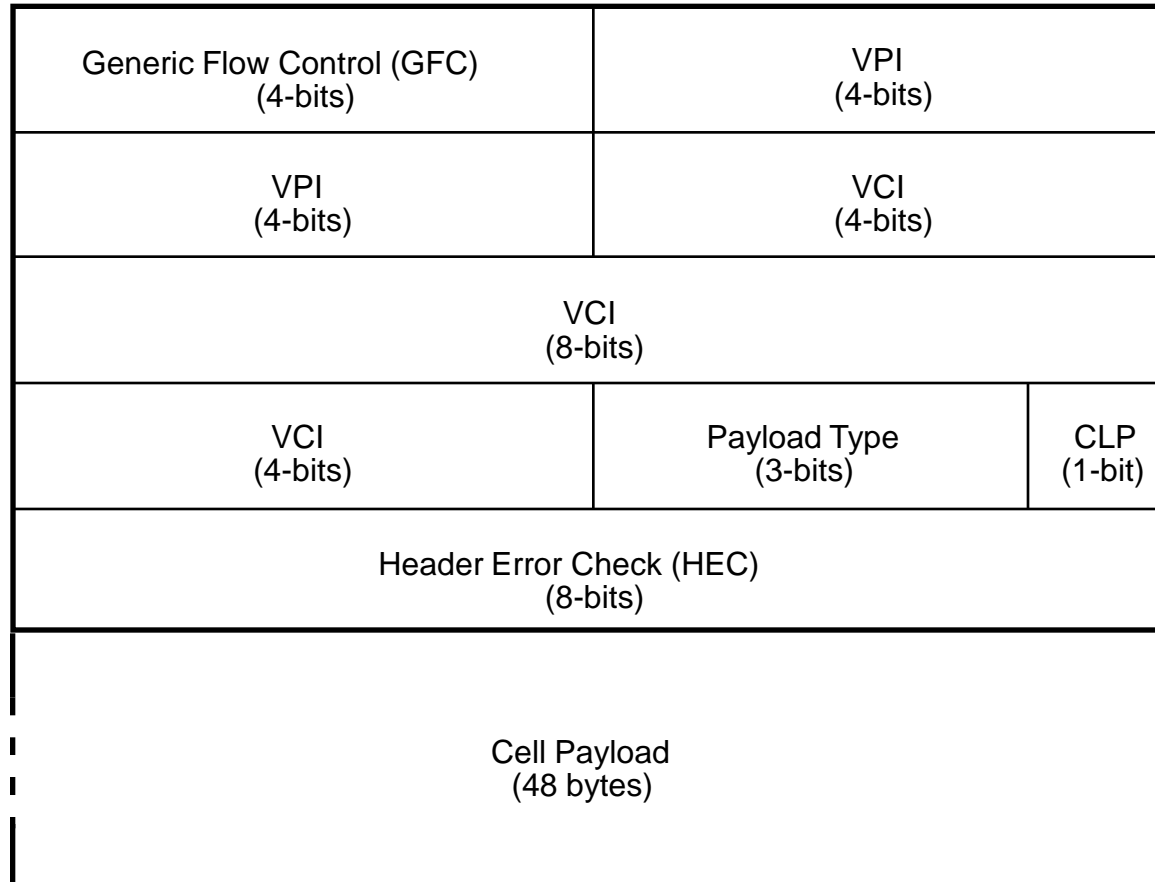 Generic Flow Control (GFC)
(4-bits)
VPI
(4-bits)
VPI
(4-bits)
VCI
(4-bits)
VCI
(8-bits)
VCI
(4-bits)
Payload Type
(3-bits)
CLP
(1-bit)
Header Error Check (HEC)
(8-bits)
Cell Payload
(48 bytes)